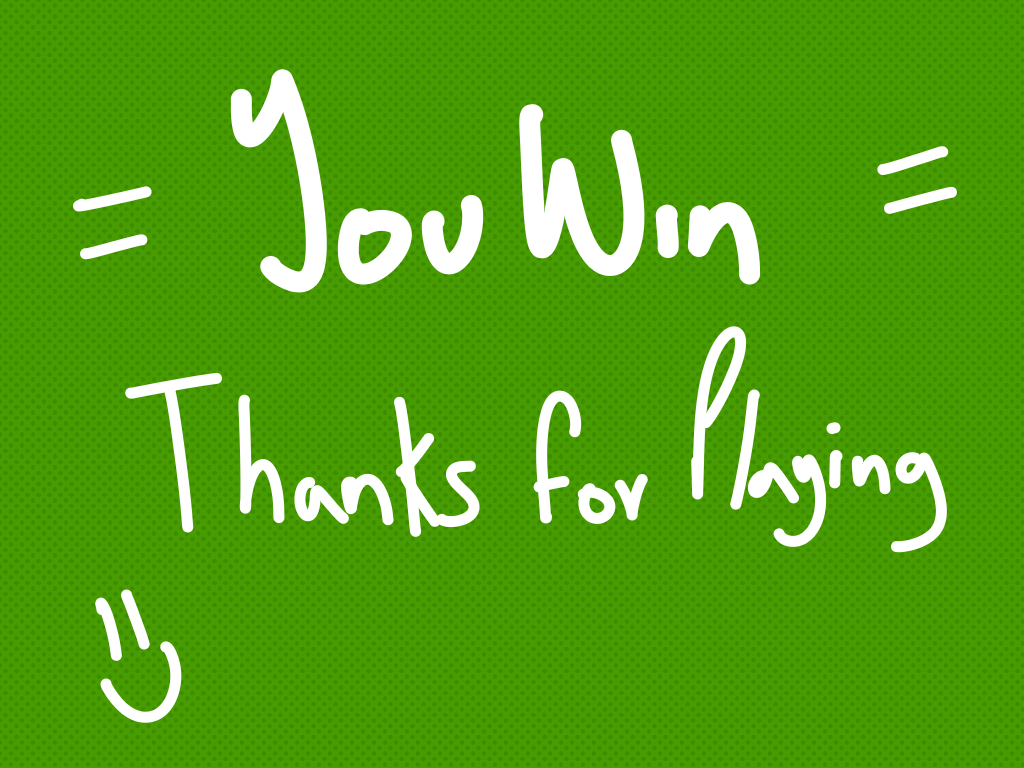 = You Win =
Thanks for Playing